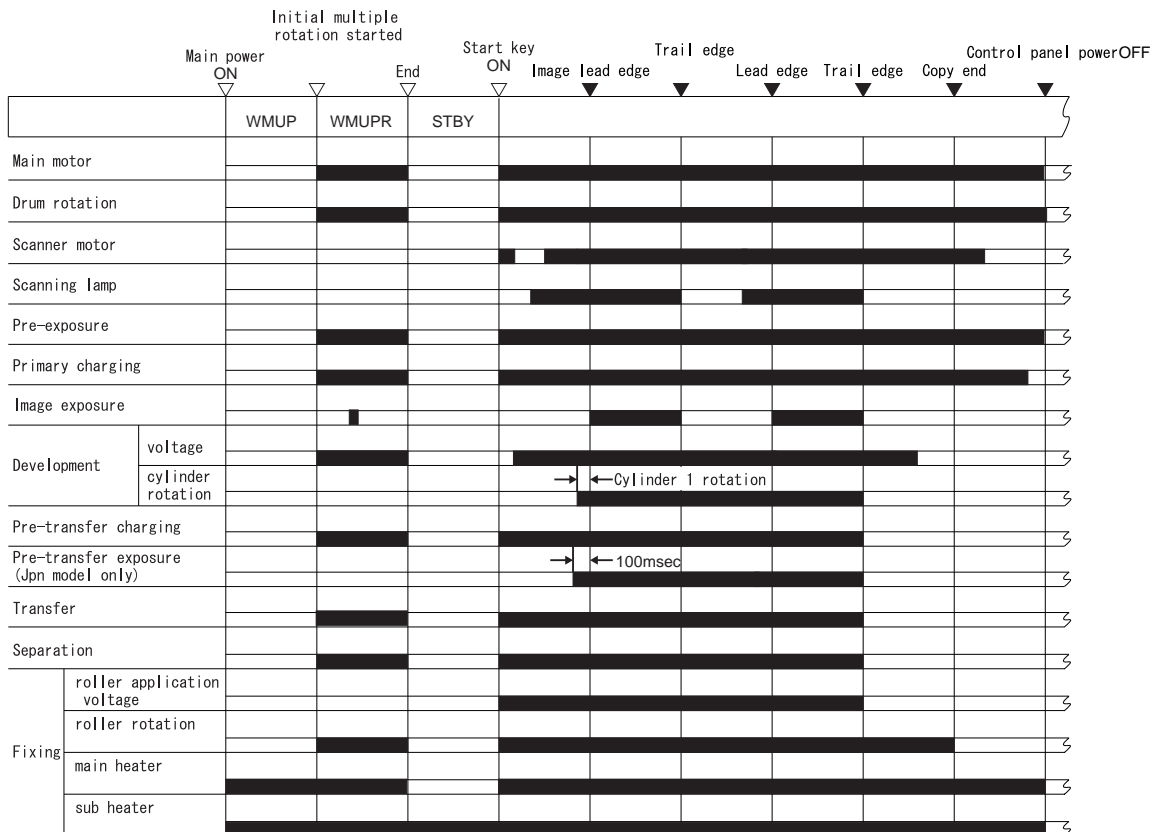 Initial multiple
rotation started
Main power
ON
End
Start key
ON
Image lead edge
Trail edge
Lead edge
Trail edge
Copy end
Control panel powerOFF
WMUP
WMUPR
STBY
Main motor
Drum rotation
Scanner motor
Scanning lamp
Pre-exposure
Primary charging
Image exposure
Development
voltage
cylinder
rotation
Cylinder 1 rotation
Pre-transfer charging
Pre-transfer exposure
(Jpn model only)
100msec
Transfer
Separation
Fixing
roller application
voltage
roller rotation
main heater
sub heater